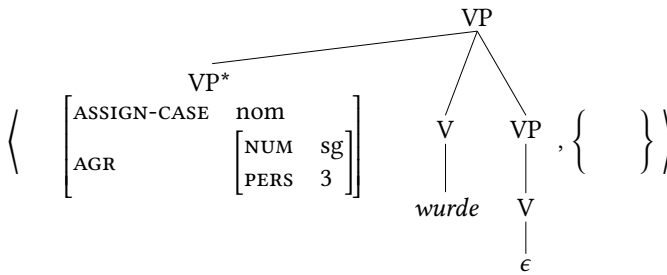 VP
VP*
ASSIGN-CASE nom
AGR
NUM sg
PERS 3
V VP
wurde V
ϵ
⟨ , { } ⟩